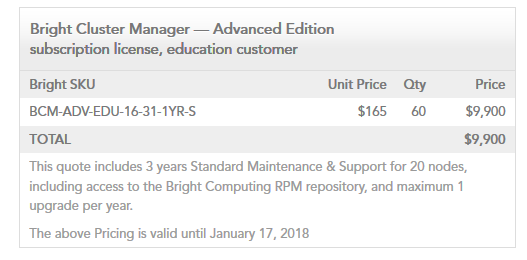 Bright Cluster Manager — Advanced Edition
subscription license, education customer
Bright SKU Unit Price Qty Price
BCM-ADV-EDU-16-31-1YR-S $165 60 $9,900
TOTAL $9,900
This quote includes 3 years Standard Maintenance & Support for 20 nodes,
including access to the Bright Computing RPM repository, and maximum 1
upgrade per year.
The above Pricing is valid until January 17, 2018